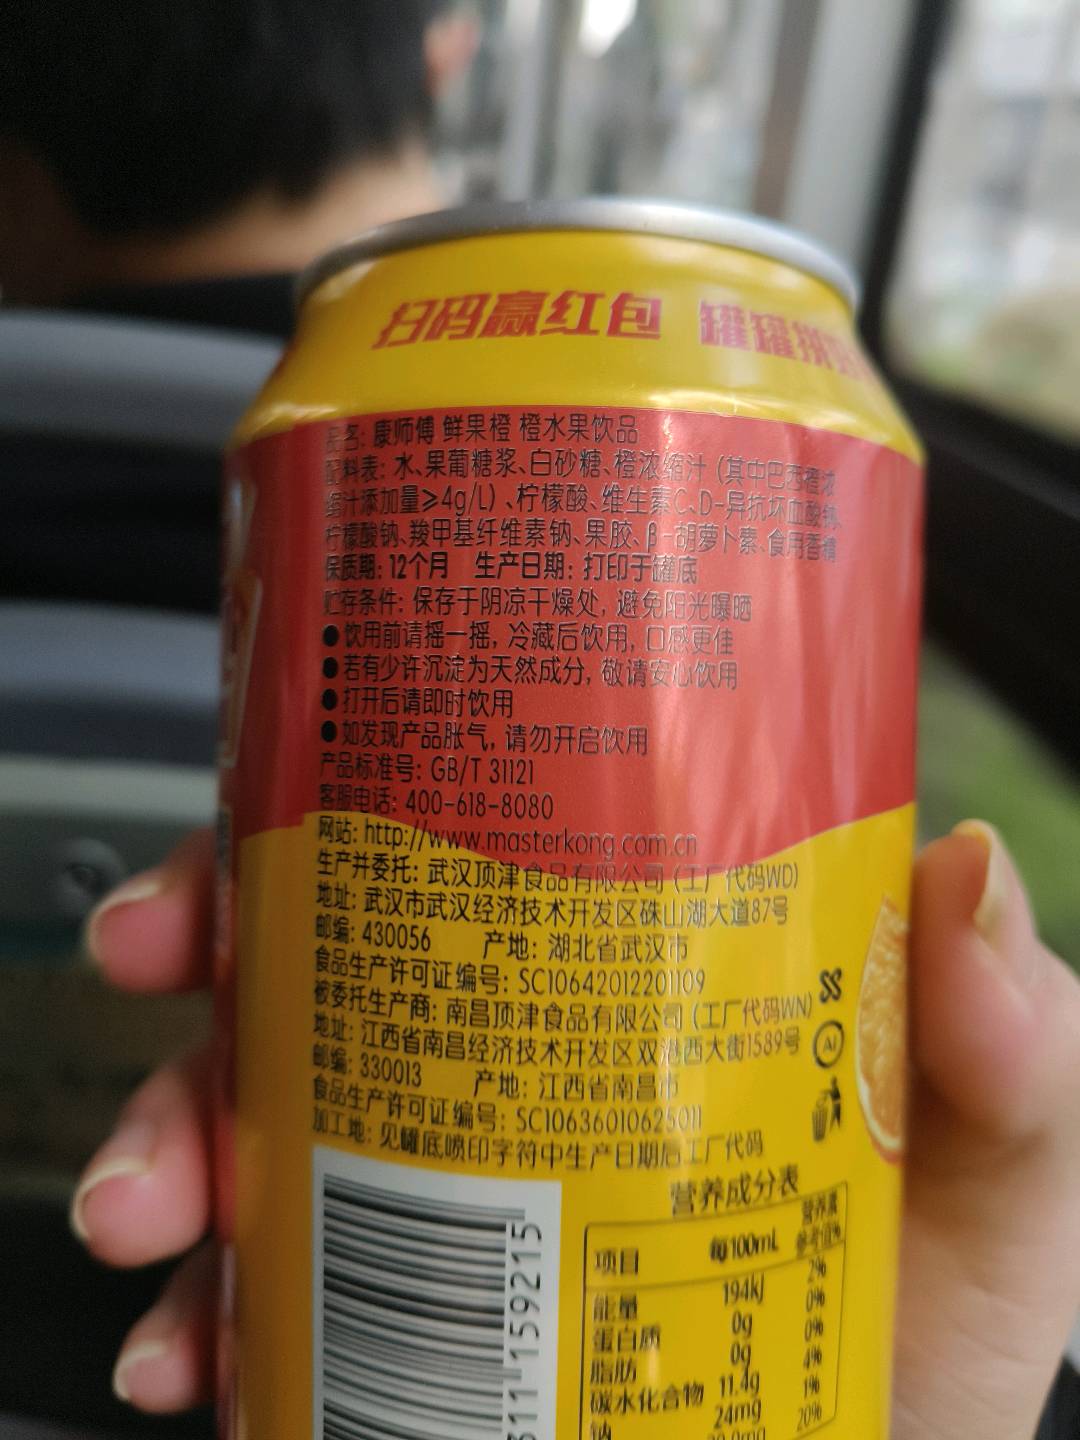 扫码赢红包 罐罐拼
品名: 康师傅 鲜果橙 橙水果饮品
配料表: 水、果葡糖浆、白砂糖、橙浓缩汁 (其中巴西橙浓
缩汁添加量≥4g/L) 、柠檬酸、维生素C、D-异抗坏血酸钠、
柠檬酸钠、羧甲基纤维素钠、果胶、β-胡萝卜素、食用香精
保质期: 12个月 生产日期: 打印于罐底
贮存条件: 保存于阴凉干燥处, 避免阳光曝晒
●饮用前请摇一摇, 冷藏后饮用, 口感更佳
●若有少许沉淀为天然成分, 敬请安心饮用
●打开后请即时饮用
●如发现产品胀气, 请勿开启饮用
产品标准号: GB/T 31121
客服电话: 400-618-8080
网站: http://www.masterkong.com.cn
生产并委托: 武汉顶津食品有限公司 (工厂代码WD)
地址: 武汉市武汉经济技术开发区硃山湖大道87号
邮编: 430056 产地: 湖北省武汉市
食品生产许可证编号: SC10642012201109
被委托生产商: 南昌顶津食品有限公司 (工厂代码WN)
地址: 江西省南昌经济技术开发区双港西大街1589号
邮编: 330013 产地: 江西省南昌市
食品生产许可证编号: SC10636010625011
加工地: 见罐底喷印字符中生产日期后工厂代码
Al
营养成分表
项目 每100mL 营养素参考值%
能量 194kJ 2%
蛋白质 0g 0%
脂肪 0g 0%
碳水化合物 11.4g 4%
钠 24mg 1%
20%
511 159215